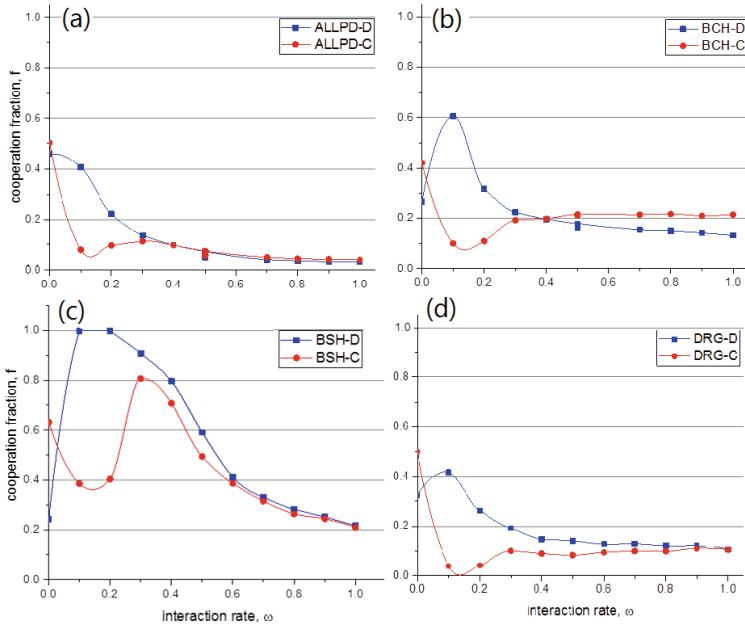 (a)
ALLPD-D
ALLPD-C
cooperation fraction, f
1.0
0.8
0.6
0.4
0.2
0.0
0.0 0.2 0.4 0.6 0.8 1.0
(b)
BCH-D
BCH-C
1.0
0.8
0.6
0.4
0.2
0.0
0.0 0.2 0.4 0.6 0.8 1.0
(c)
BSH-D
BSH-C
cooperation fraction, f
1.0
0.8
0.6
0.4
0.2
0.0
0.0 0.2 0.4 0.6 0.8 1.0
interaction rate, ω
(d)
DRG-D
DRG-C
1.0
0.8
0.6
0.4
0.2
0.0
0.0 0.2 0.4 0.6 0.8 1.0
interaction rate, ω